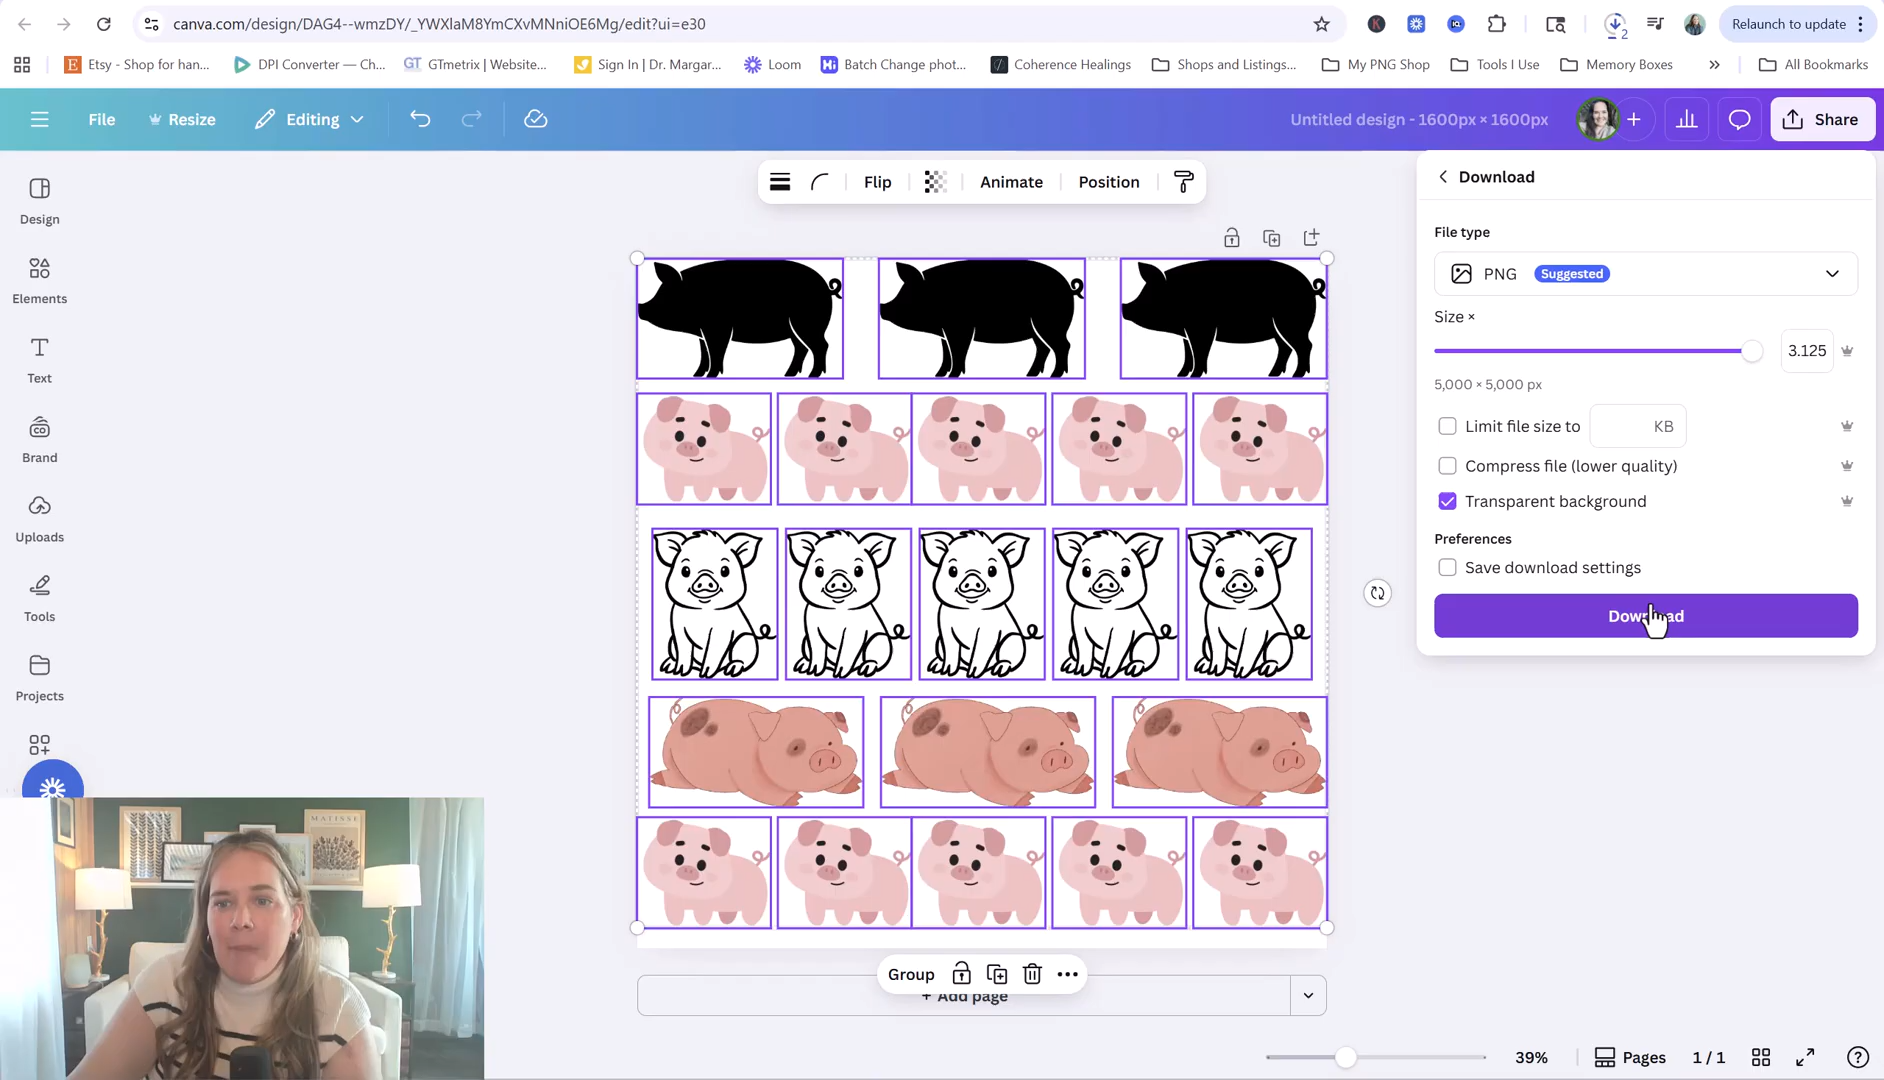 canva.com/design/DAG4--wmzDY/_YWXlaM8YmCXvMNniOE6Mg/edit?ui=e30
2
Relaunch to update
Etsy - Shop for han...
DPI Converter — Ch...
GT
GTmetrix | Website...
Sign In | Dr. Margar...
Loom
Hi
Batch Change phot...
Coherence Healings
Shops and Listings...
My PNG Shop
Tools I Use
Memory Boxes
»
All Bookmarks
File
Resize
Editing
Untitled design - 1600px × 1600px
Share
Design
Elements
Text
Brand
Uploads
Tools
Projects
Flip
Animate
Position
Download
File type
PNG
Suggested
Size ×
3.125
5,000 × 5,000 px
Limit file size to
KB
Compress file (lower quality)
Transparent background
Preferences
Save download settings
Download
MATISSE
Group
+ Add page
39%
Pages
1 / 1